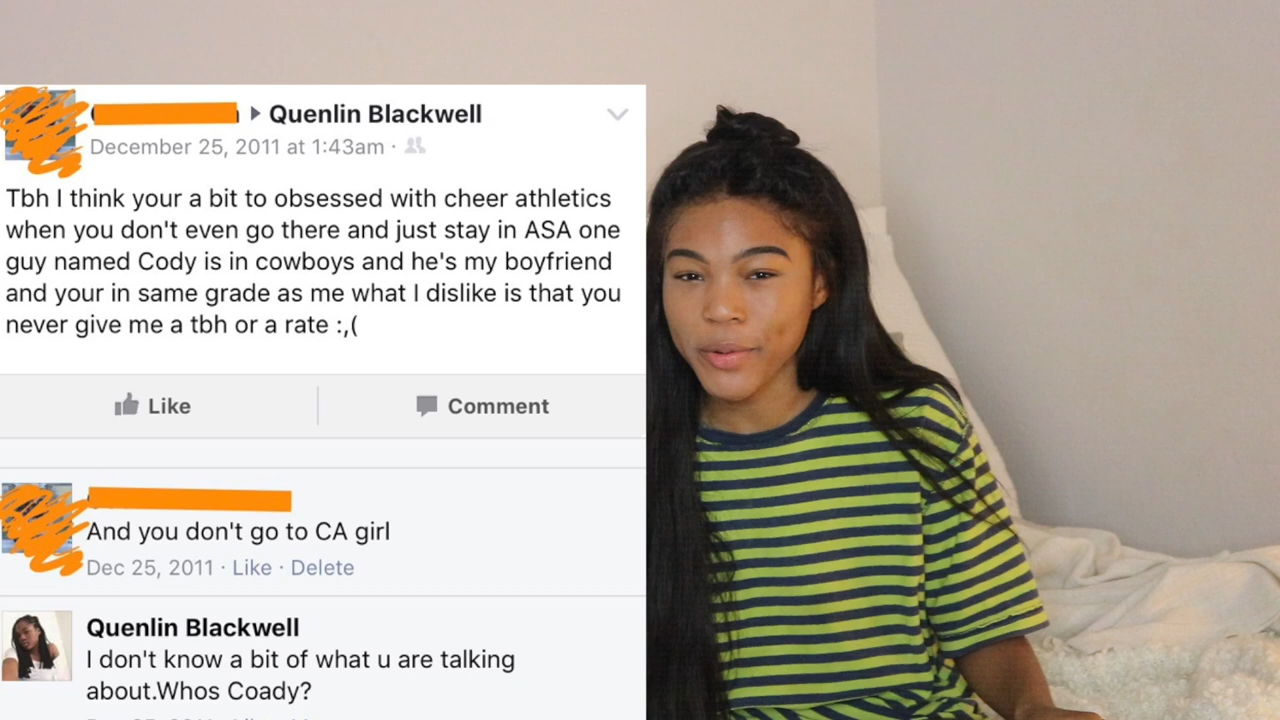 Quenlin Blackwell
December 25, 2011 at 1:43am ·
Tbh I think your a bit to obsessed with cheer athletics
when you don't even go there and just stay in ASA one
guy named Cody is in cowboys and he's my boyfriend
and your in same grade as me what I dislike is that you
never give me a tbh or a rate :,(
Like Comment
And you don't go to CA girl
Dec 25, 2011 · Like · Delete
Quenlin Blackwell
I don't know a bit of what u are talking
about.Whos Coady?